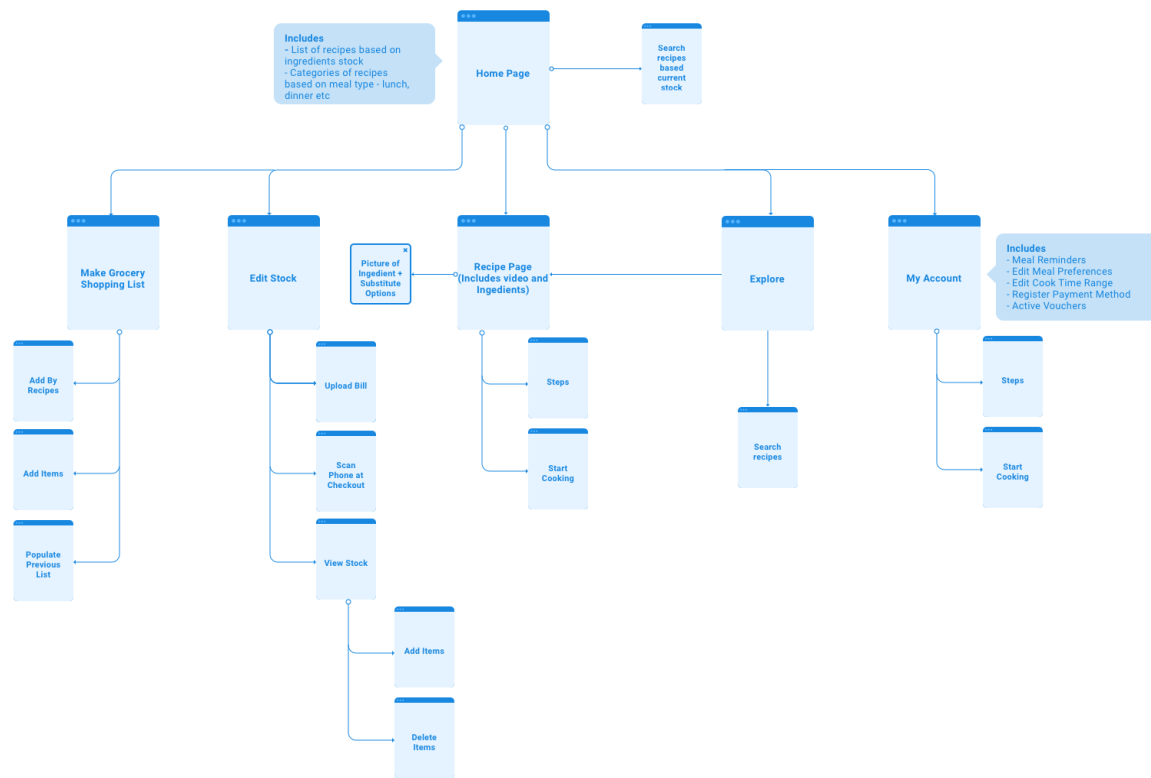 Includes
- List of recipes based on
ingredients stock
- Categories of recipes
based on meal type - lunch,
dinner etc
Home Page
Search
recipes
based
current
stock
Make Grocery
Shopping List
Edit Stock
Picture of
Ingedient +
Substitute
Options
Recipe Page
(Includes video and
Ingedients)
Explore
My Account
Includes
- Meal Reminders
- Edit Meal Preferences
- Edit Cook Time Range
- Register Payment Method
- Active Vouchers
Add By
Recipes
Upload Bill
Steps
Steps
Add Items
Scan
Phone at
Checkout
Start
Cooking
Search
recipes
Start
Cooking
Populate
Previous
List
View Stock
Add Items
Delete
Items